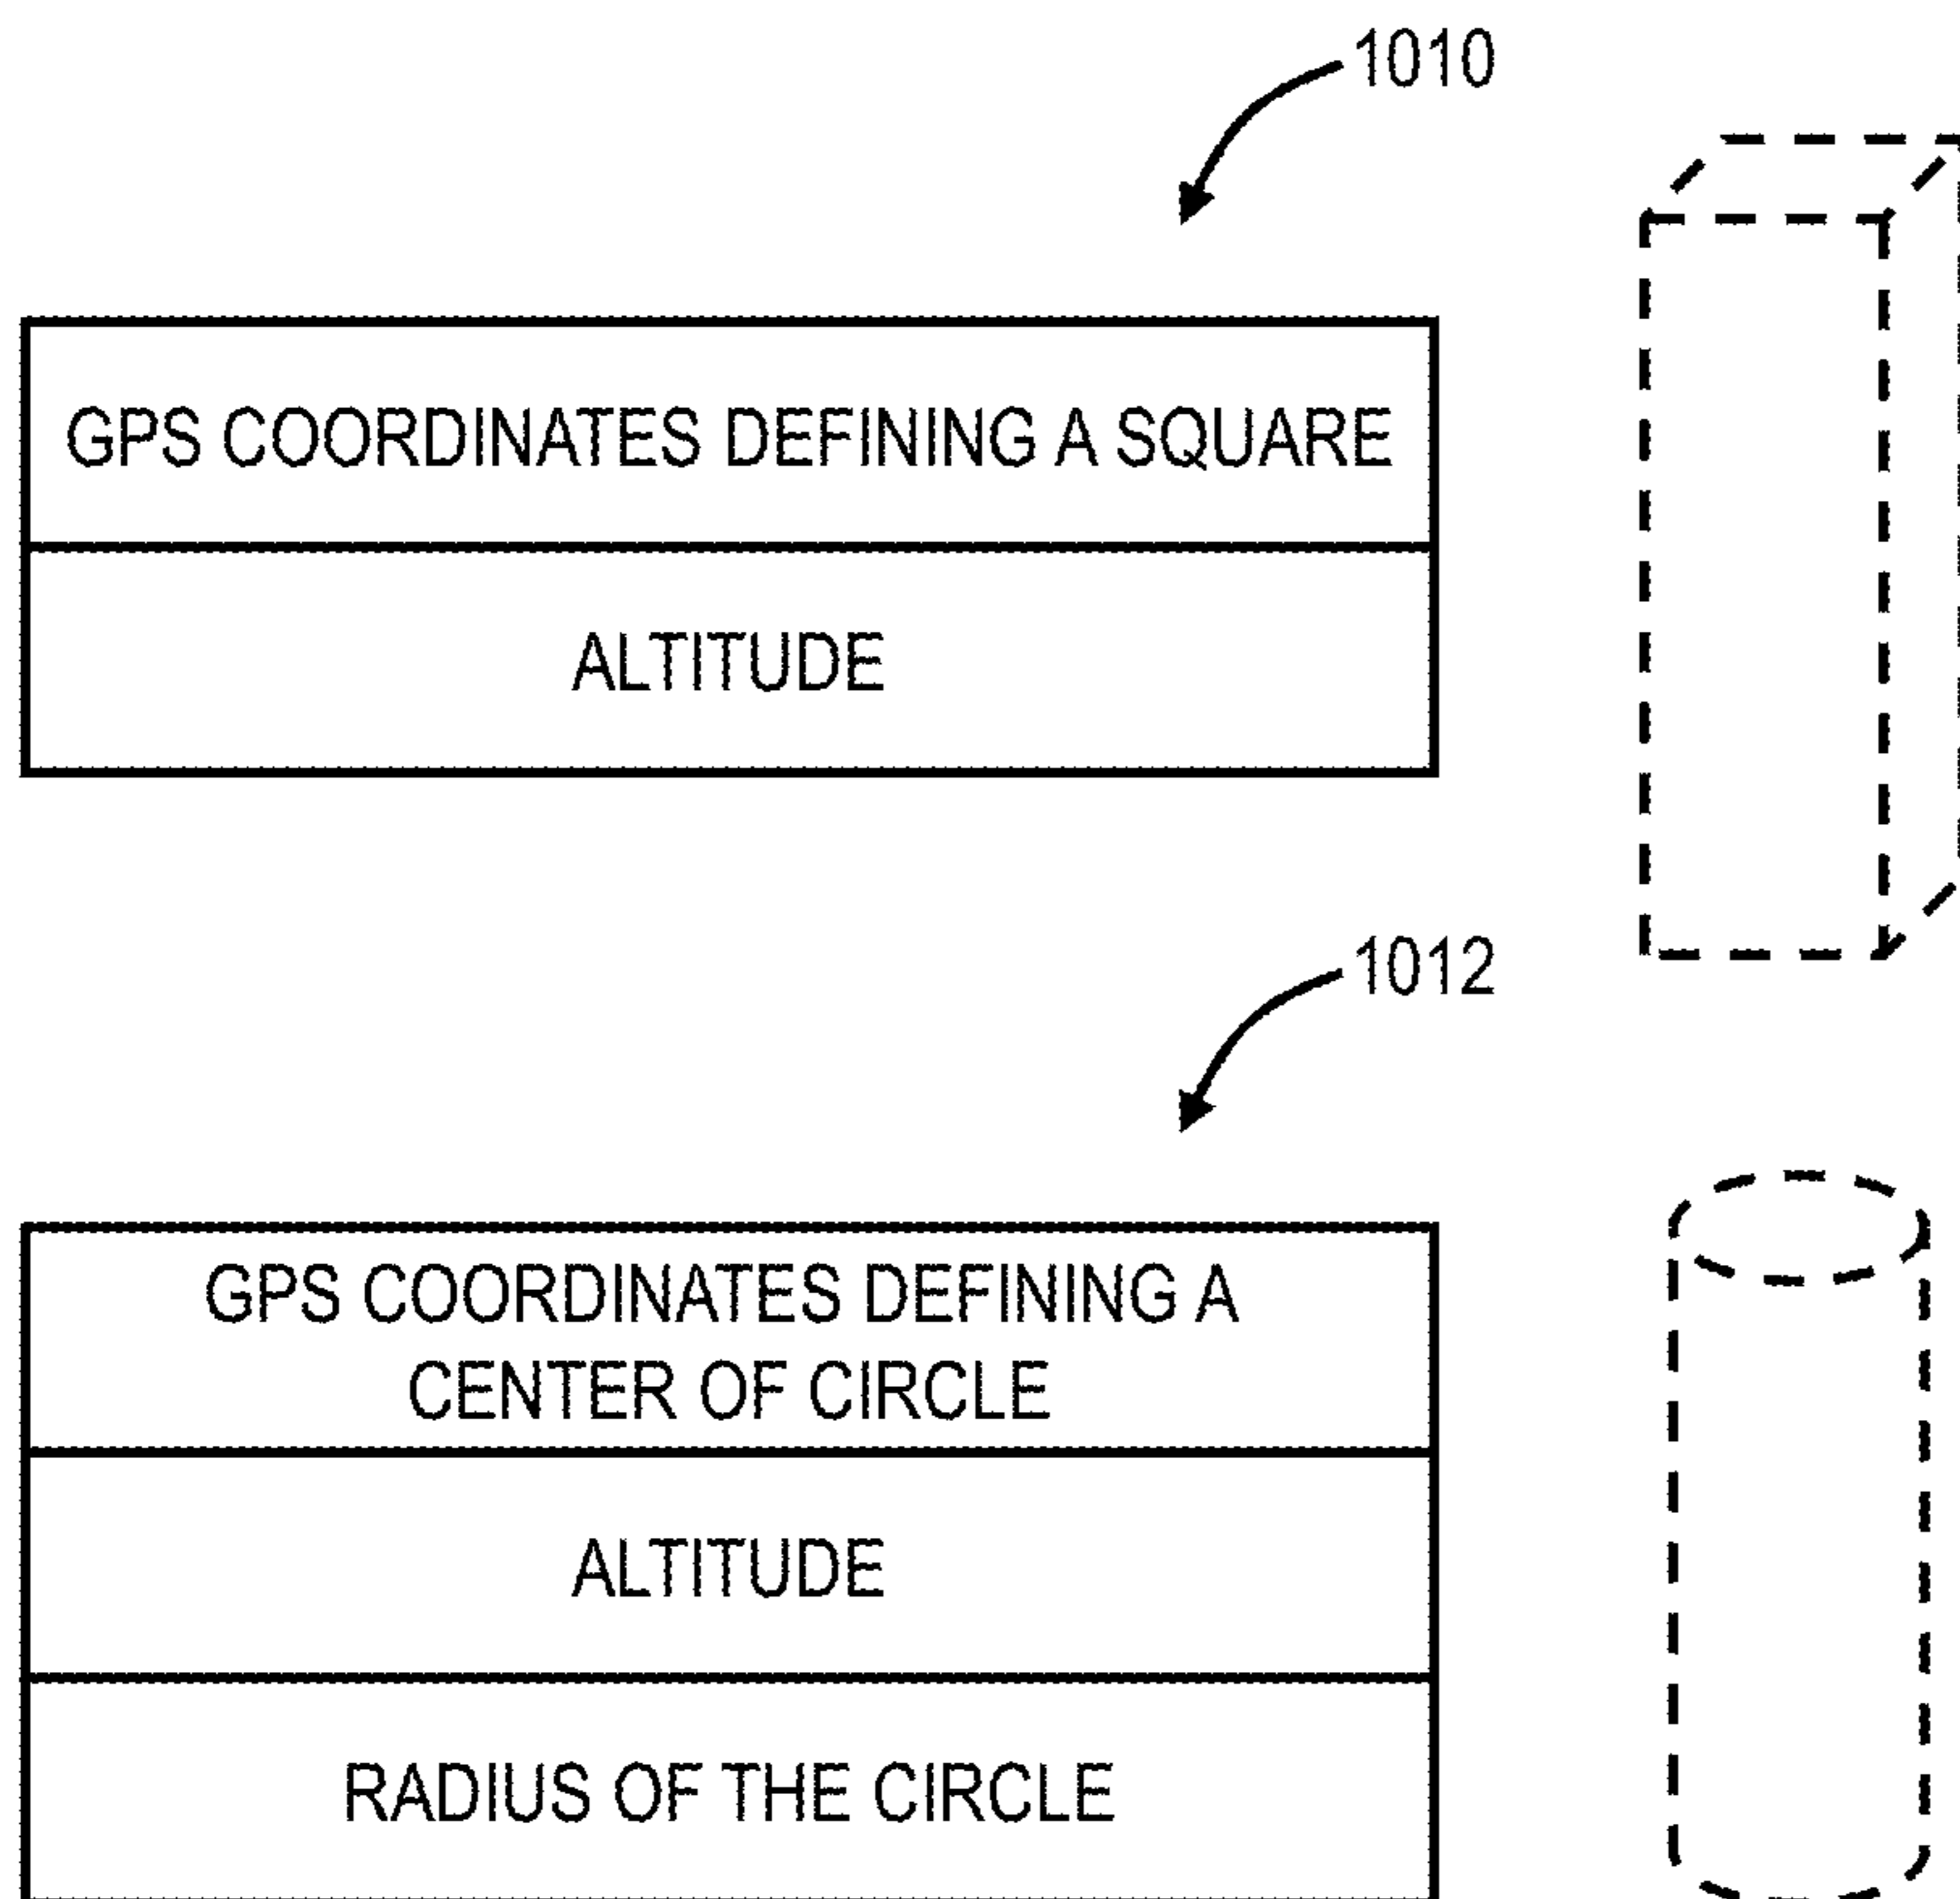 1010
GPS COORDINATES DEFINING A SQUARE
ALTITUDE
1012
GPS COORDINATES DEFINING A
CENTER OF CIRCLE
ALTITUDE
RADIUS OF THE CIRCLE